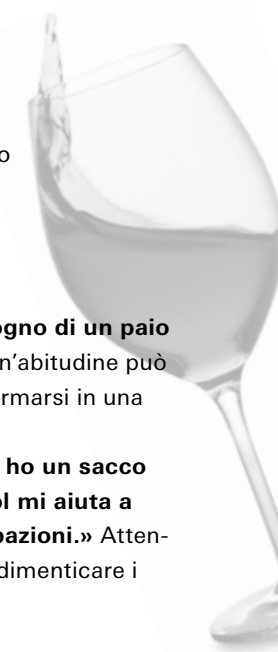 o
ogno di un paio
n’abitudine può
rmarsi in una
ho un sacco
ol mi aiuta a
pazioni.» Atten-
dimenticare i